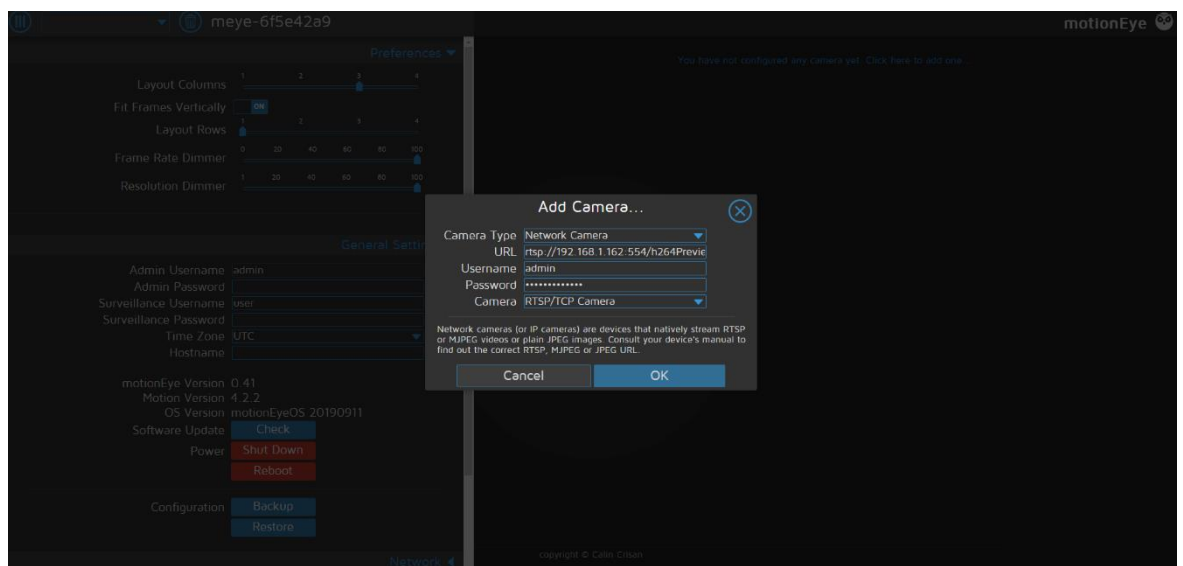 meye-6f5e42a9
motionEye
Preferences
You have not configured any camera yet. Click here to add one...
Layout Columns
1 2 3 4
Fit Frames Vertically ON
Layout Rows
1 2 3 4
Frame Rate Dimmer
0 20 40 60 80 100
Resolution Dimmer
1 20 40 60 80 100
Add Camera...
Camera Type Network Camera
URL rtsp://192.168.1.162:554/h264Previe
Username admin
Password •••••••••••••
Camera RTSP/TCP Camera
Network cameras (or IP cameras) are devices that natively stream RTSP
or MJPEG videos or plain JPEG images. Consult your device's manual to
find out the correct RTSP, MJPEG or JPEG URL.
Cancel OK
General Settin
Admin Username admin
Admin Password
Surveillance Username user
Surveillance Password
Time Zone UTC
Hostname
motionEye Version 0.41
Motion Version 4.2.2
OS Version motionEyeOS 20190911
Software Update Check
Power Shut Down
Reboot
Configuration Backup
Restore
Network
copyright © Calin Crisan